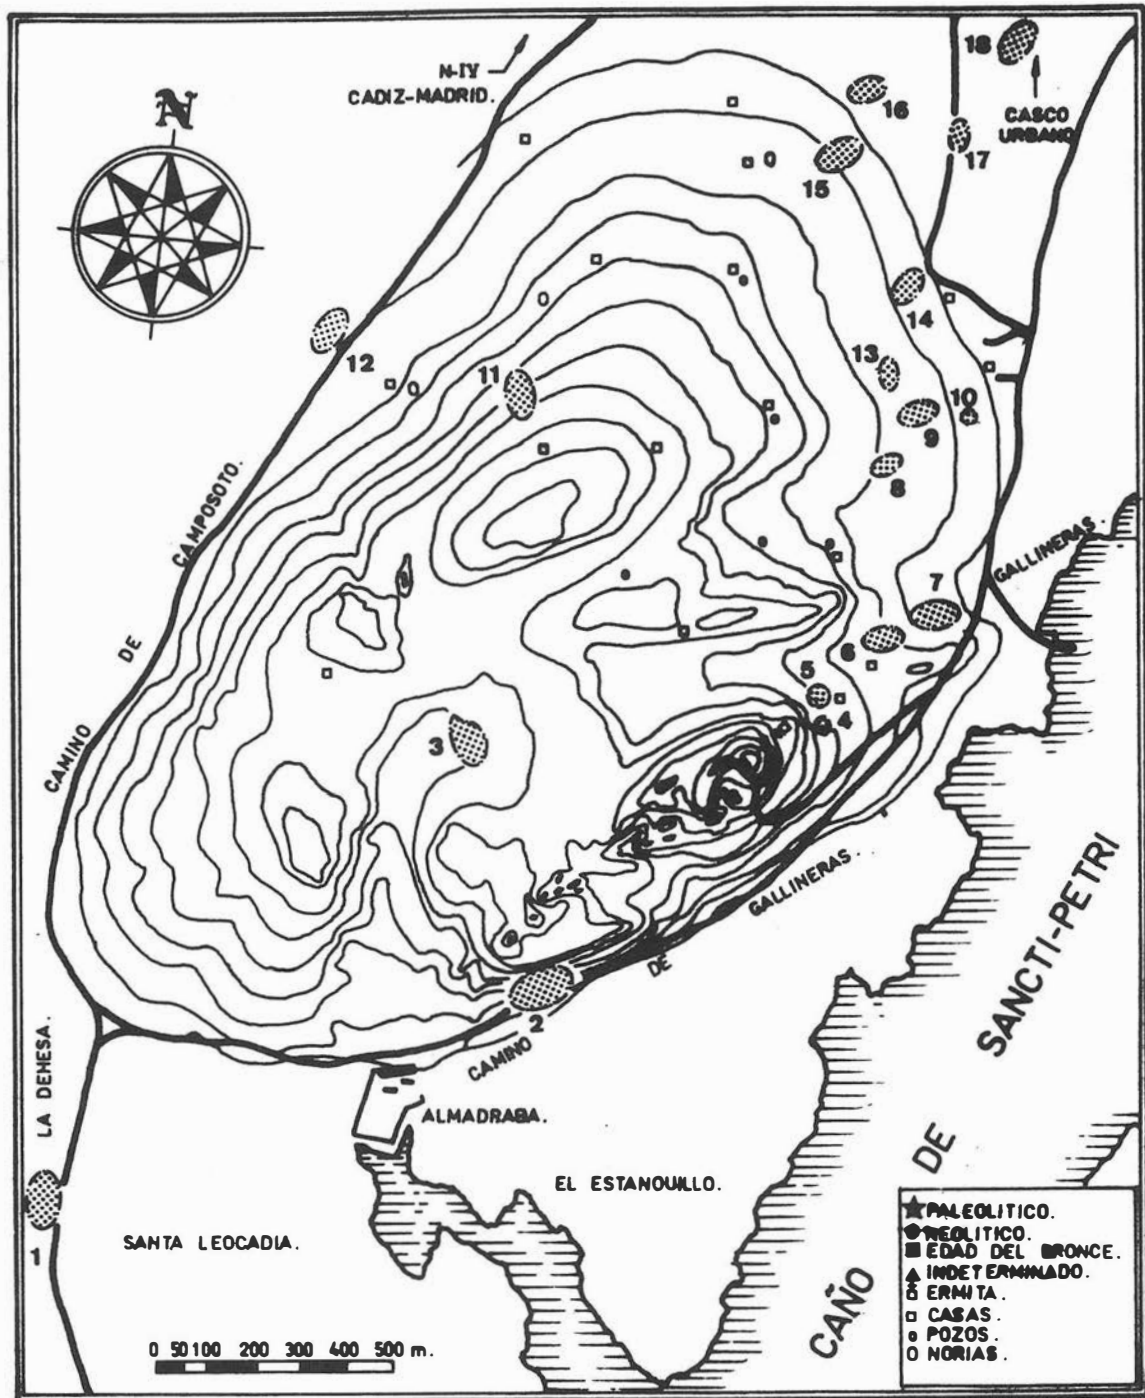 N-IV
CADIZ-MADRID.
N
18
CASCO
URBANO
16
17
15
14
13
12
11
10
9
8
7
6
5
4
3
2
1
CAMINO DE CAMPOSOTO.
GALLINERAS.
CAMINO DE GALLINERAS.
CAÑO DE SANCTI-PETRI
LA DEHESA.
ALMADRABA.
EL ESTANQUILLO.
SANTA LEOCADIA.
0 50 100 200 300 400 500 m.
PALEOLITICO.
NEOLITICO.
EDAD DEL BRONCE.
INDETERMINADO.
ERMITA.
CASAS.
POZOS.
NORIAS.